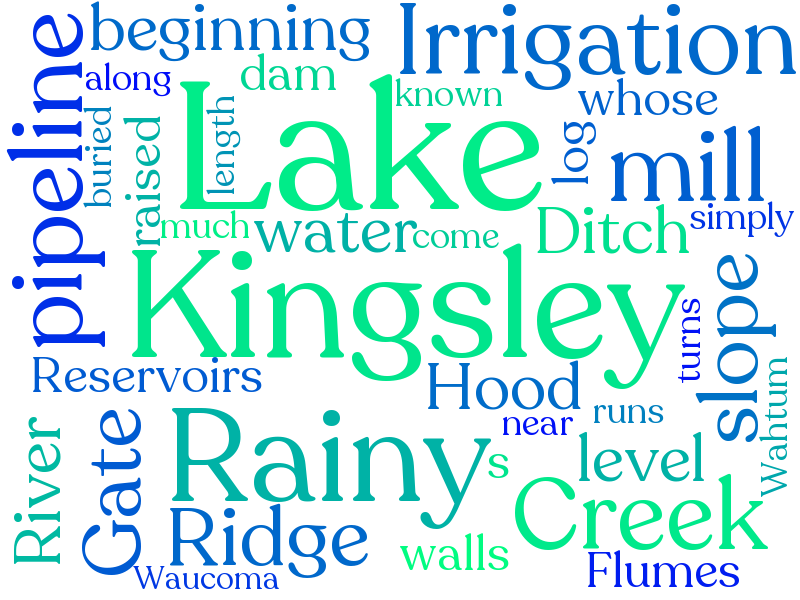 beginning
Irrigation
pipeline
along
dam
known
whose
Lake
buried
raised
length
log
mill
much
water
come
Ditch
simply
Kingsley
slope
turns
Reservoirs
Hood
near
runs
Wahtum
River
Gate
Rainy
s
level
Creek
Ridge
walls
Flumes
Waucoma